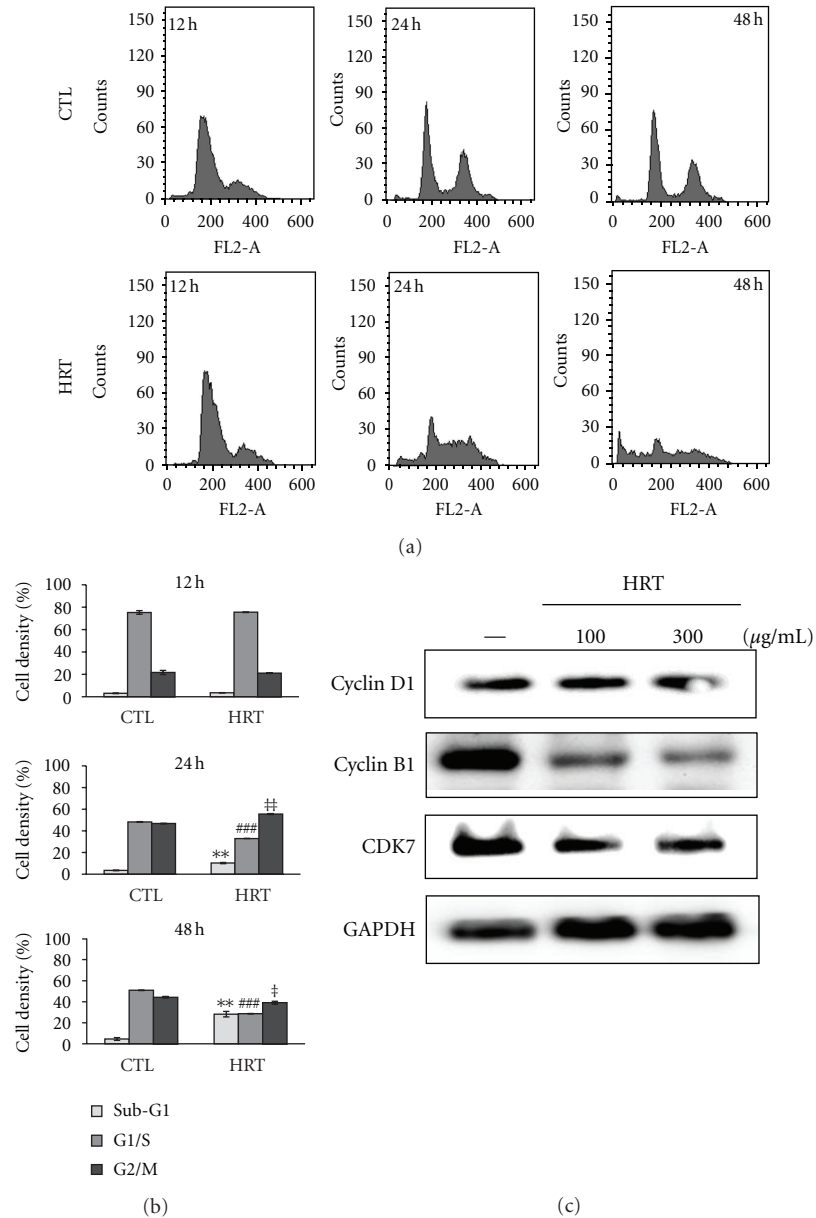 150
120
90
60
30
0
Counts
CTL
12 h
0 200 400 600
FL2-A
150
120
90
60
30
0
Counts
24 h
0 200 400 600
FL2-A
150
120
90
60
30
0
Counts
48 h
0 200 400 600
FL2-A
150
120
90
60
30
0
Counts
HRT
12 h
0 200 400 600
FL2-A
150
120
90
60
30
0
Counts
24 h
0 200 400 600
FL2-A
150
120
90
60
30
0
Counts
48 h
0 200 400 600
FL2-A
(a)
12 h
Cell density (%)
100
80
60
40
20
0
CTL HRT
24 h
Cell density (%)
100
80
60
40
20
0
** ### ‡‡
CTL HRT
48 h
Cell density (%)
100
80
60
40
20
0
** ### ‡
CTL HRT
Sub-G1
G1/S
G2/M
(b)
HRT
— 100 300 (μg/mL)
Cyclin D1
Cyclin B1
CDK7
GAPDH
(c)